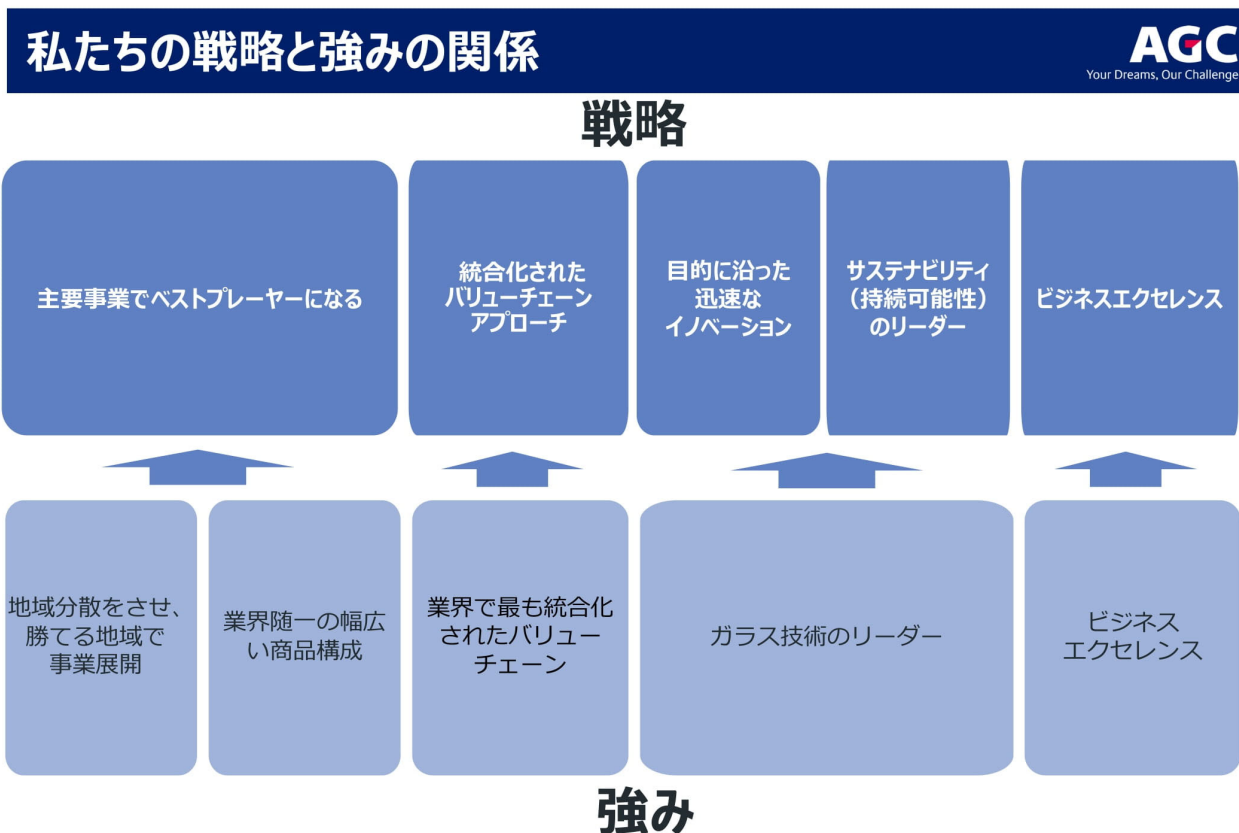 私たちの戦略と強みの関係
AGC
Your Dreams, Our Challenge
戦略
主要事業でベストプレーヤーになる
統合化された
バリューチェーン
アプローチ
目的に沿った
迅速な
イノベーション
サステナビリティ
（持続可能性）
のリーダー
ビジネスエクセレンス
地域分散をさせ、
勝てる地域で
事業展開
業界随一の幅広
い商品構成
業界で最も統合化
されたバリュー
チェーン
ガラス技術のリーダー
ビジネス
エクセレンス
強み